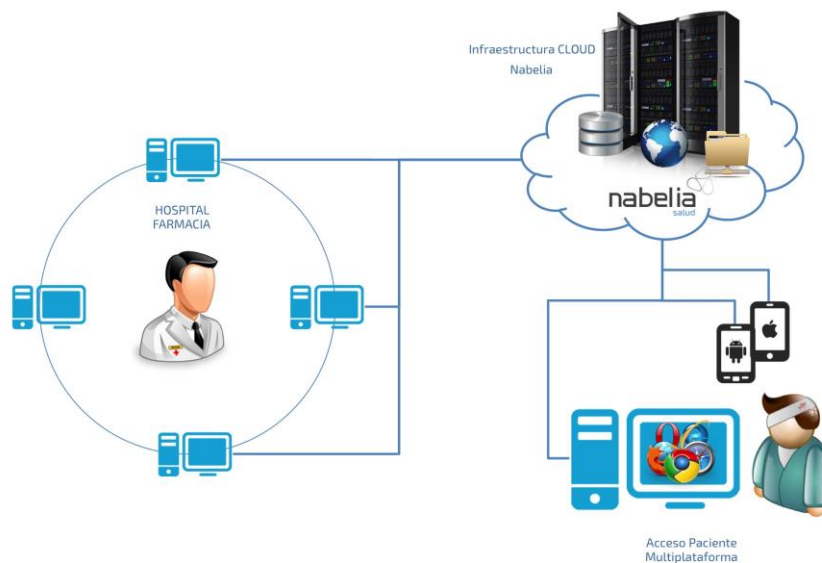 Infraestructura CLOUD
Nabelia
nabelia
salud
HOSPITAL
FARMACIA
Acceso Paciente
Multiplataforma